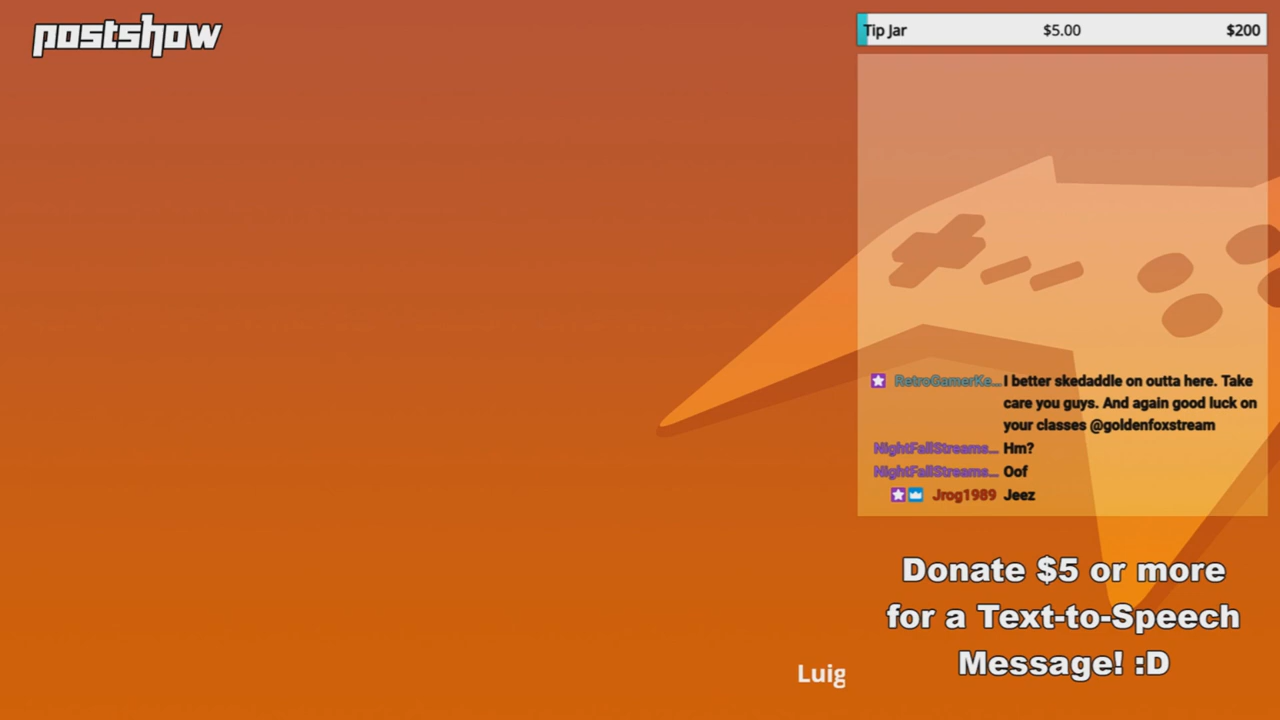 postshow
Tip Jar $5.00 $200
RetroGamerKe... I better skedaddle on outta here. Take
care you guys. And again good luck on
your classes @goldenfoxstream
NightFallStreams... Hm?
NightFallStreams... Oof
Jrog1989 Jeez
Donate $5 or more
for a Text-to-Speech
Message! :D
Luig